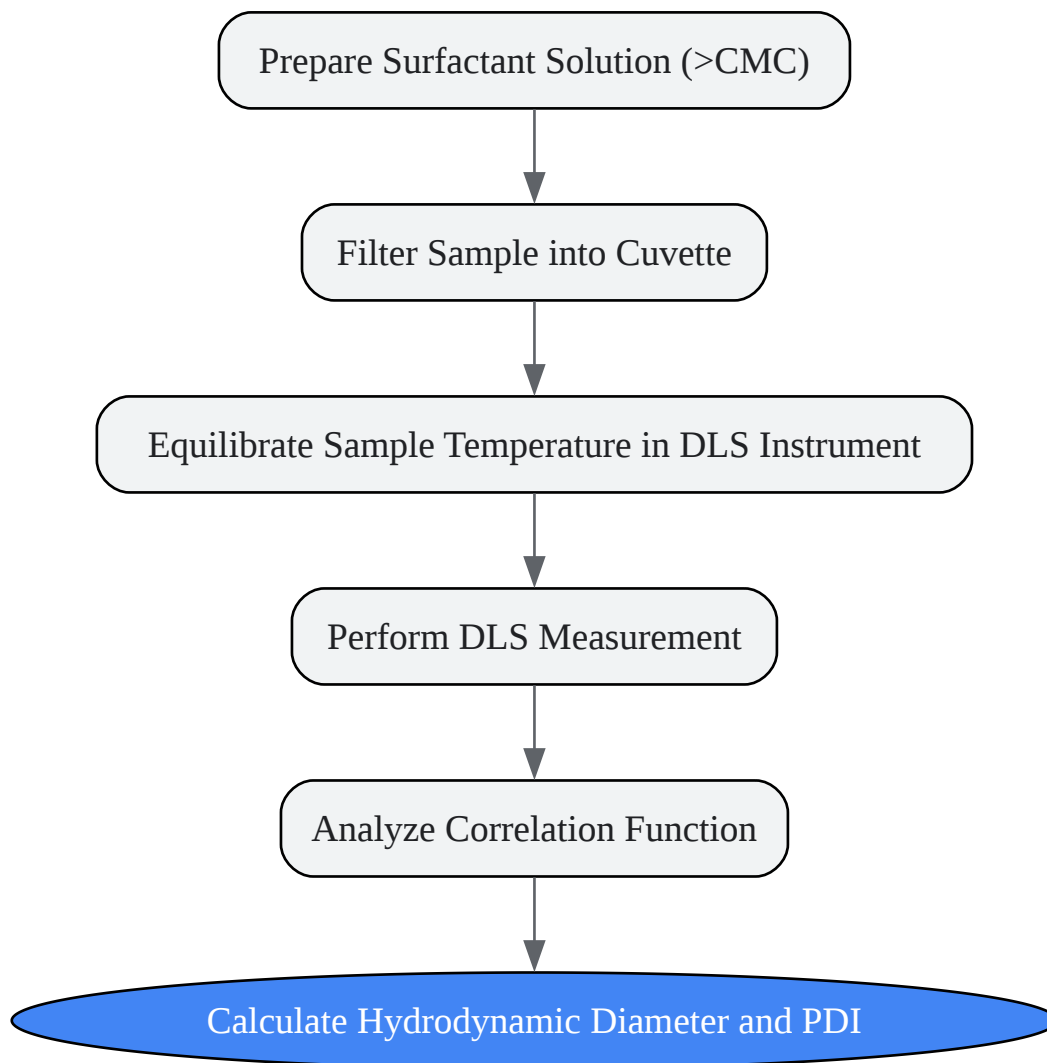 Prepare Surfactant Solution (>CMC)
Filter Sample into Cuvette
Equilibrate Sample Temperature in DLS Instrument
Perform DLS Measurement
Analyze Correlation Function
Calculate Hydrodynamic Diameter and PDI